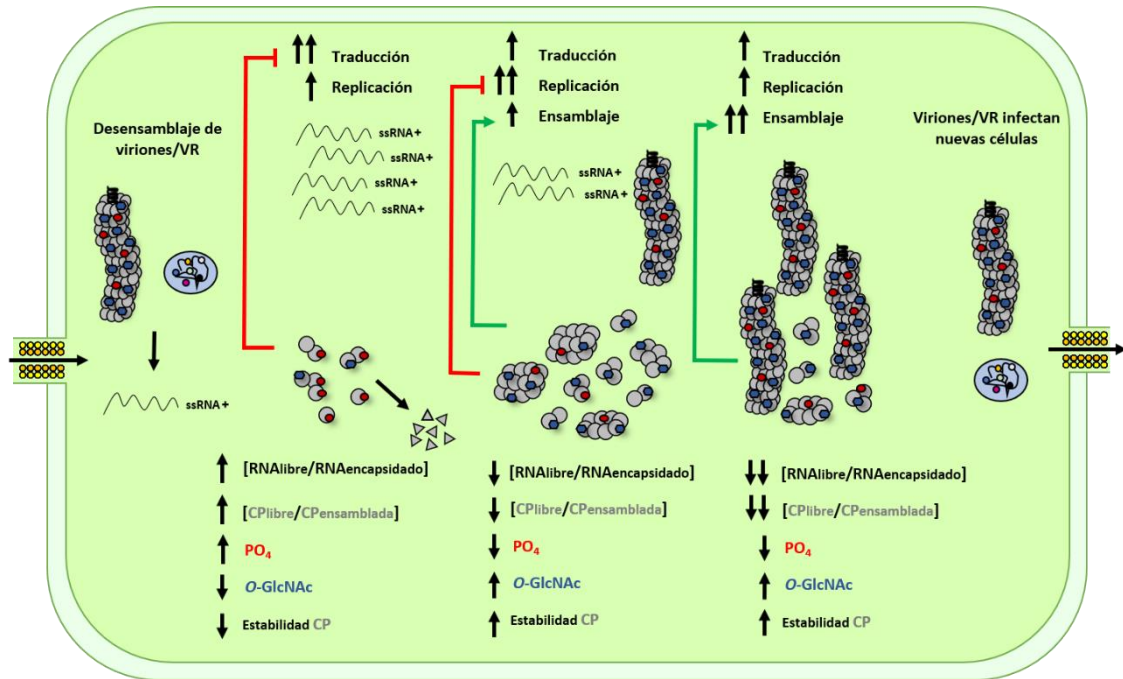 Desensamblaje de
viriones/VR
ssRNA+
Traducción
Replicación
ssRNA+
ssRNA+
ssRNA+
ssRNA+
[RNAlibre/RNAencapsidado]
[CPlibre/CPensamblada]
PO₄
O-GlcNAc
Estabilidad CP
Traducción
Replicación
Ensamblaje
ssRNA+
ssRNA+
[RNAlibre/RNAencapsidado]
[CPlibre/CPensamblada]
PO₄
O-GlcNAc
Estabilidad CP
Traducción
Replicación
Ensamblaje
[RNAlibre/RNAencapsidado]
[CPlibre/CPensamblada]
PO₄
O-GlcNAc
Estabilidad CP
Viriones/VR infectan
nuevas células